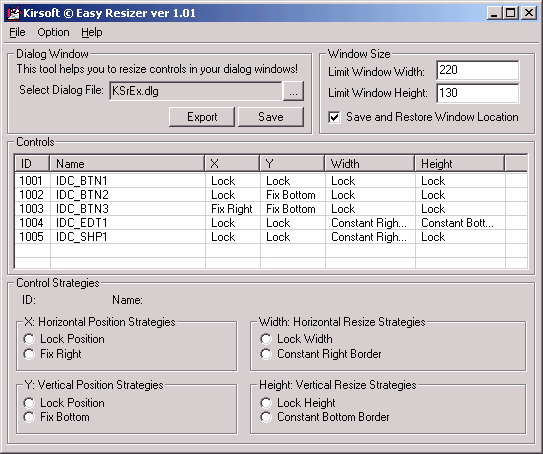 Kirsoft © Easy Resizer ver 1.01
File Option Help
Dialog Window
This tool helps you to resize controls in your dialog windows!
Select Dialog File: KSrEx.dlg ...
Export Save
Window Size
Limit Window Width: 220
Limit Window Height: 130
Save and Restore Window Location
Controls
ID Name X Y Width Height
1001 IDC_BTN1 Lock Lock Lock Lock
1002 IDC_BTN2 Lock Fix Bottom Lock Lock
1003 IDC_BTN3 Fix Right Fix Bottom Lock Lock
1004 IDC_EDT1 Lock Lock Constant Righ... Constant Bott...
1005 IDC_SHP1 Lock Lock Constant Righ... Lock
Control Strategies
ID: Name:
X: Horizontal Position Strategies
Lock Position
Fix Right
Width: Horizontal Resize Strategies
Lock Width
Constant Right Border
Y: Vertical Position Strategies
Lock Position
Fix Bottom
Height: Vertical Resize Strategies
Lock Height
Constant Bottom Border